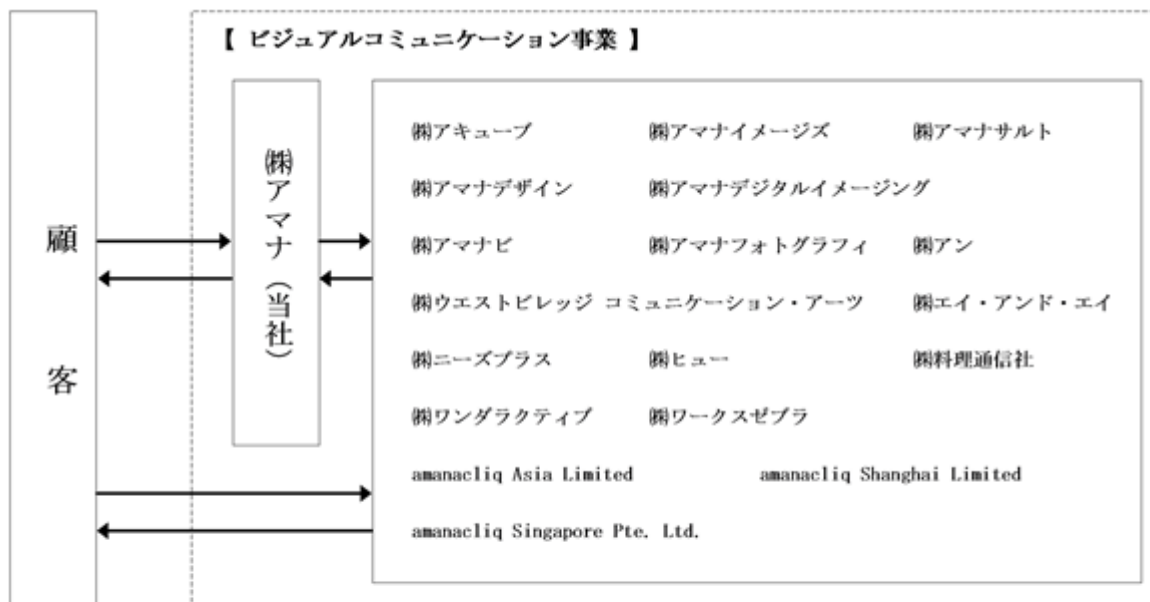 【 ビジュアルコミュニケーション事業 】
顧客
㈱アマナ(当社)
㈱アキューブ ㈱アマナイメージズ ㈱アマナサルト
㈱アマナデザイン ㈱アマナデジタルイメージング
㈱アマナビ ㈱アマナフォトグラフィ ㈱アン
㈱ウエストビレッジ コミュニケーション・アーツ ㈱エイ・アンド・エイ
㈱ニーズプラス ㈱ヒュー ㈱料理通信社
㈱ワンダラクティブ ㈱ワークスゼブラ
amanacliq Asia Limited amanacliq Shanghai Limited
amanacliq Singapore Pte. Ltd.